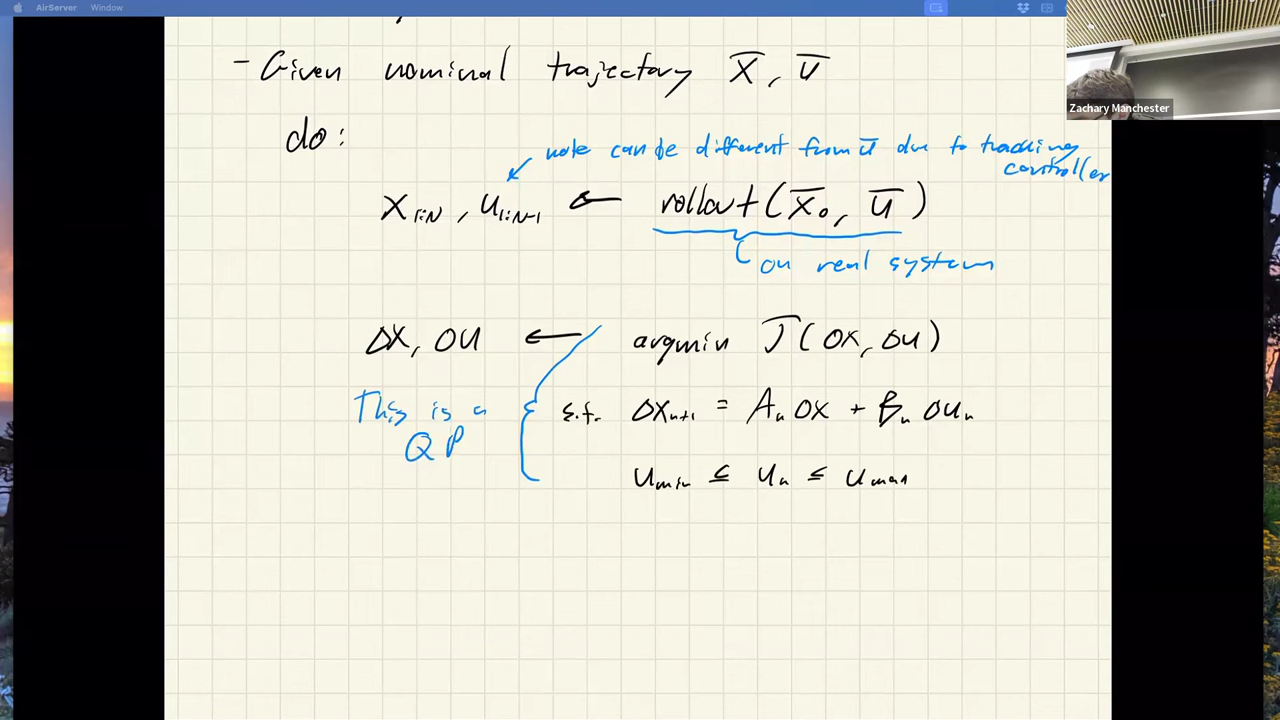 AirServer Window
Zachary Manchester
- Given nominal trajectory X̄, Ū
do:
note can be different from ū due to tracking
controller
X₁:N, U₁:N-1 ← rollout(X̄₀, Ū)
on real system
ΔX, ΔU ← argmin J̄(ΔX, ΔU)
This is a
QP
s.t. ΔXn+1 = An ΔX + Bn ΔUn
Umin ≤ Un ≤ Umax